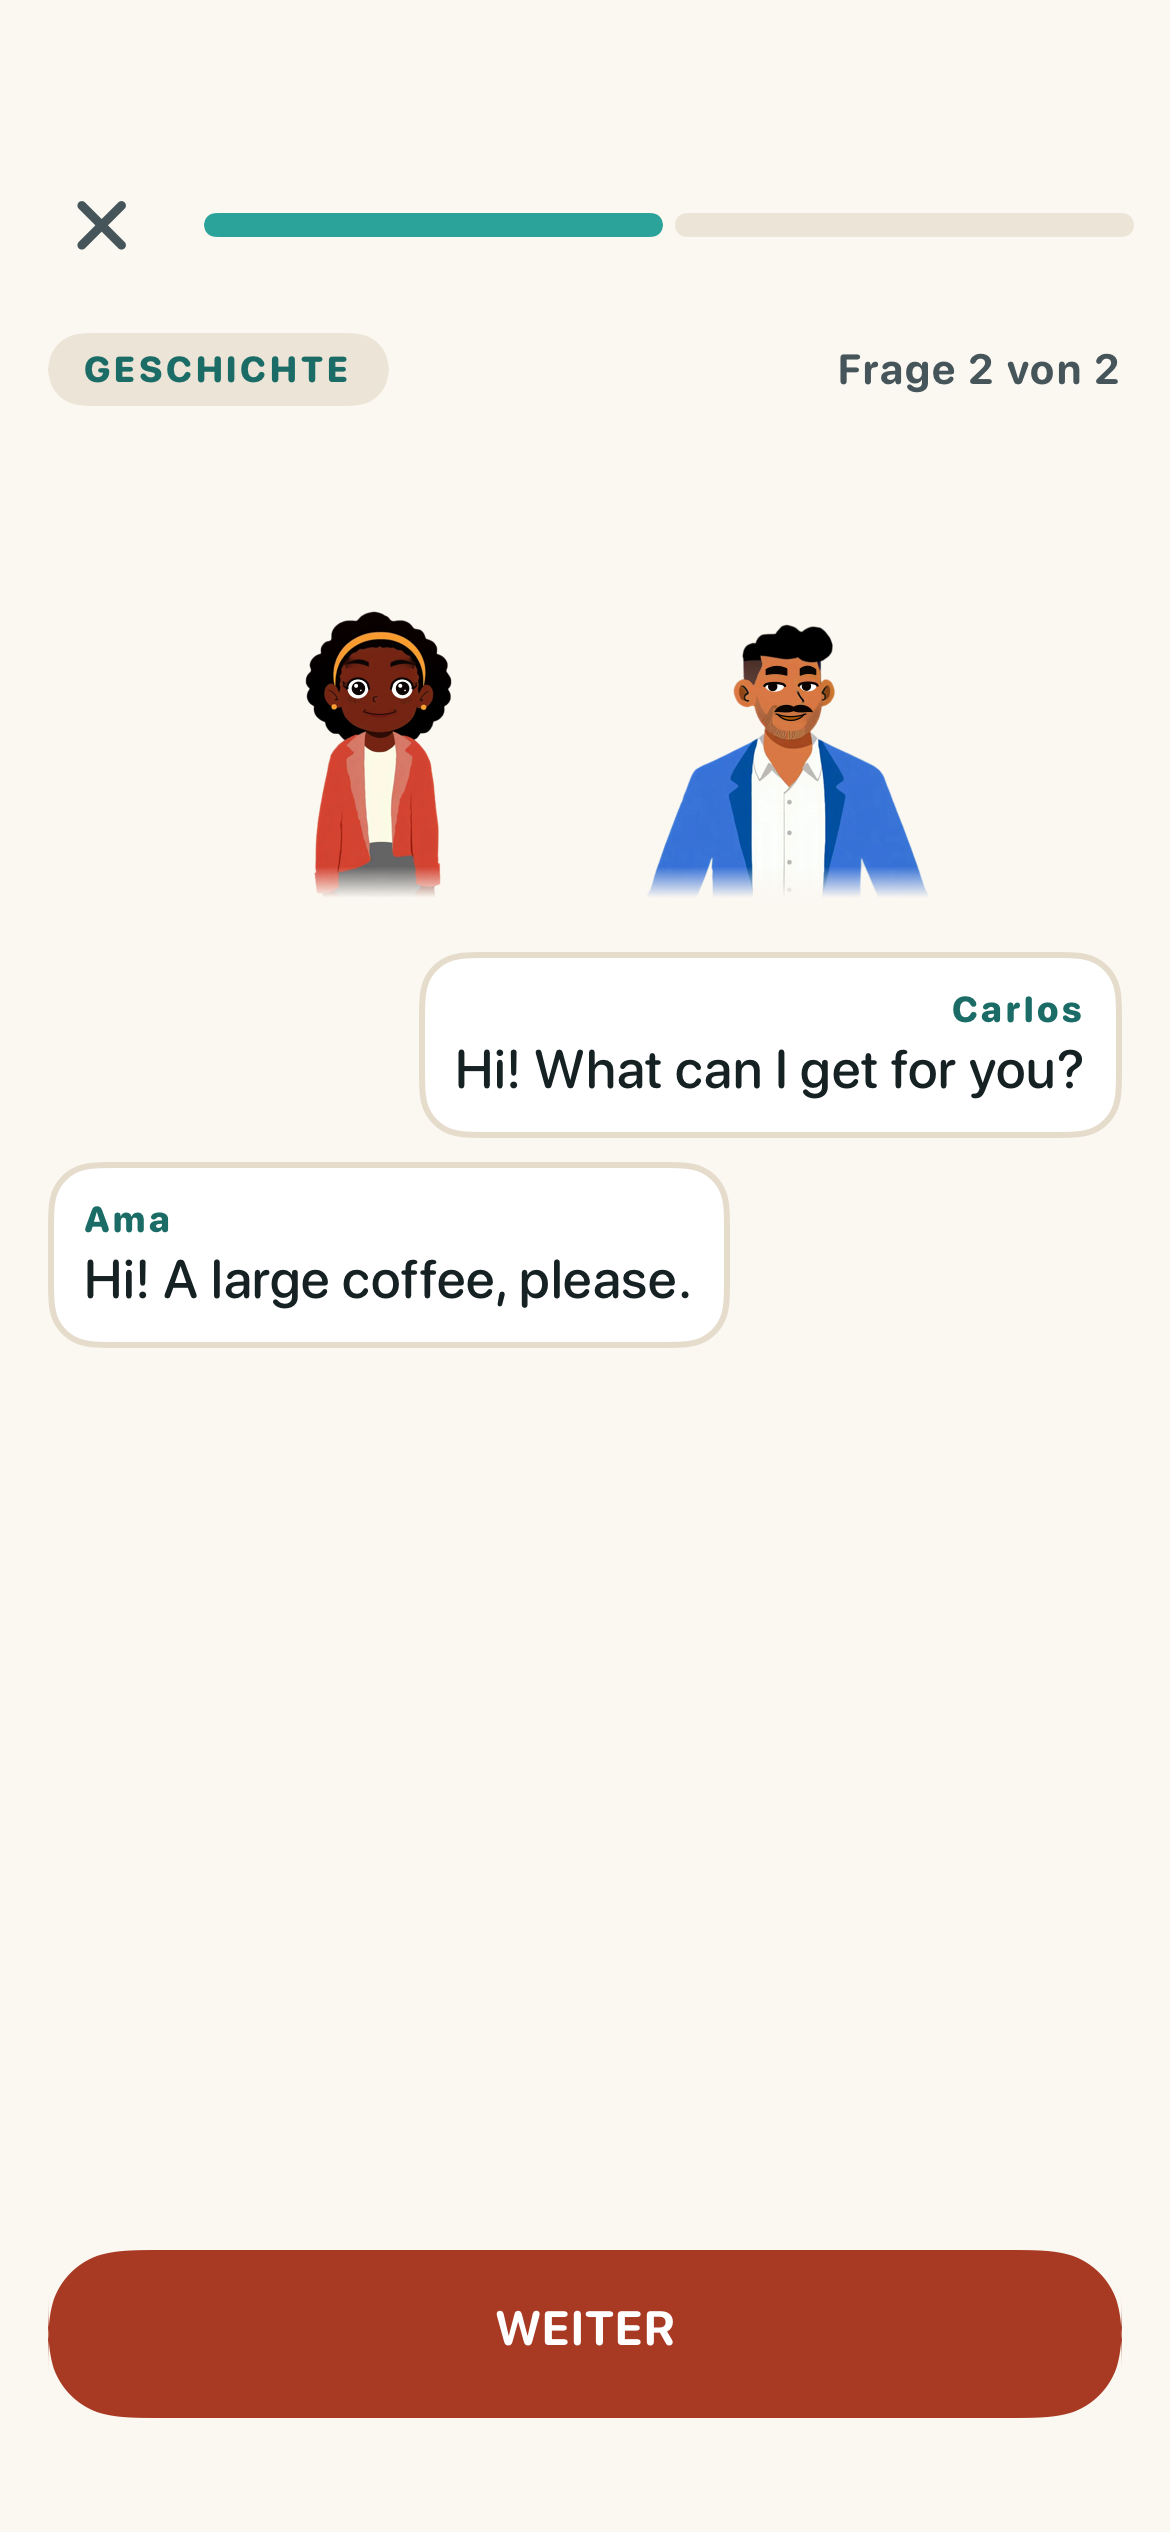 GESCHICHTE
Frage 2 von 2
Carlos
Hi! What can I get for you?
Ama
Hi! A large coffee, please.
WEITER